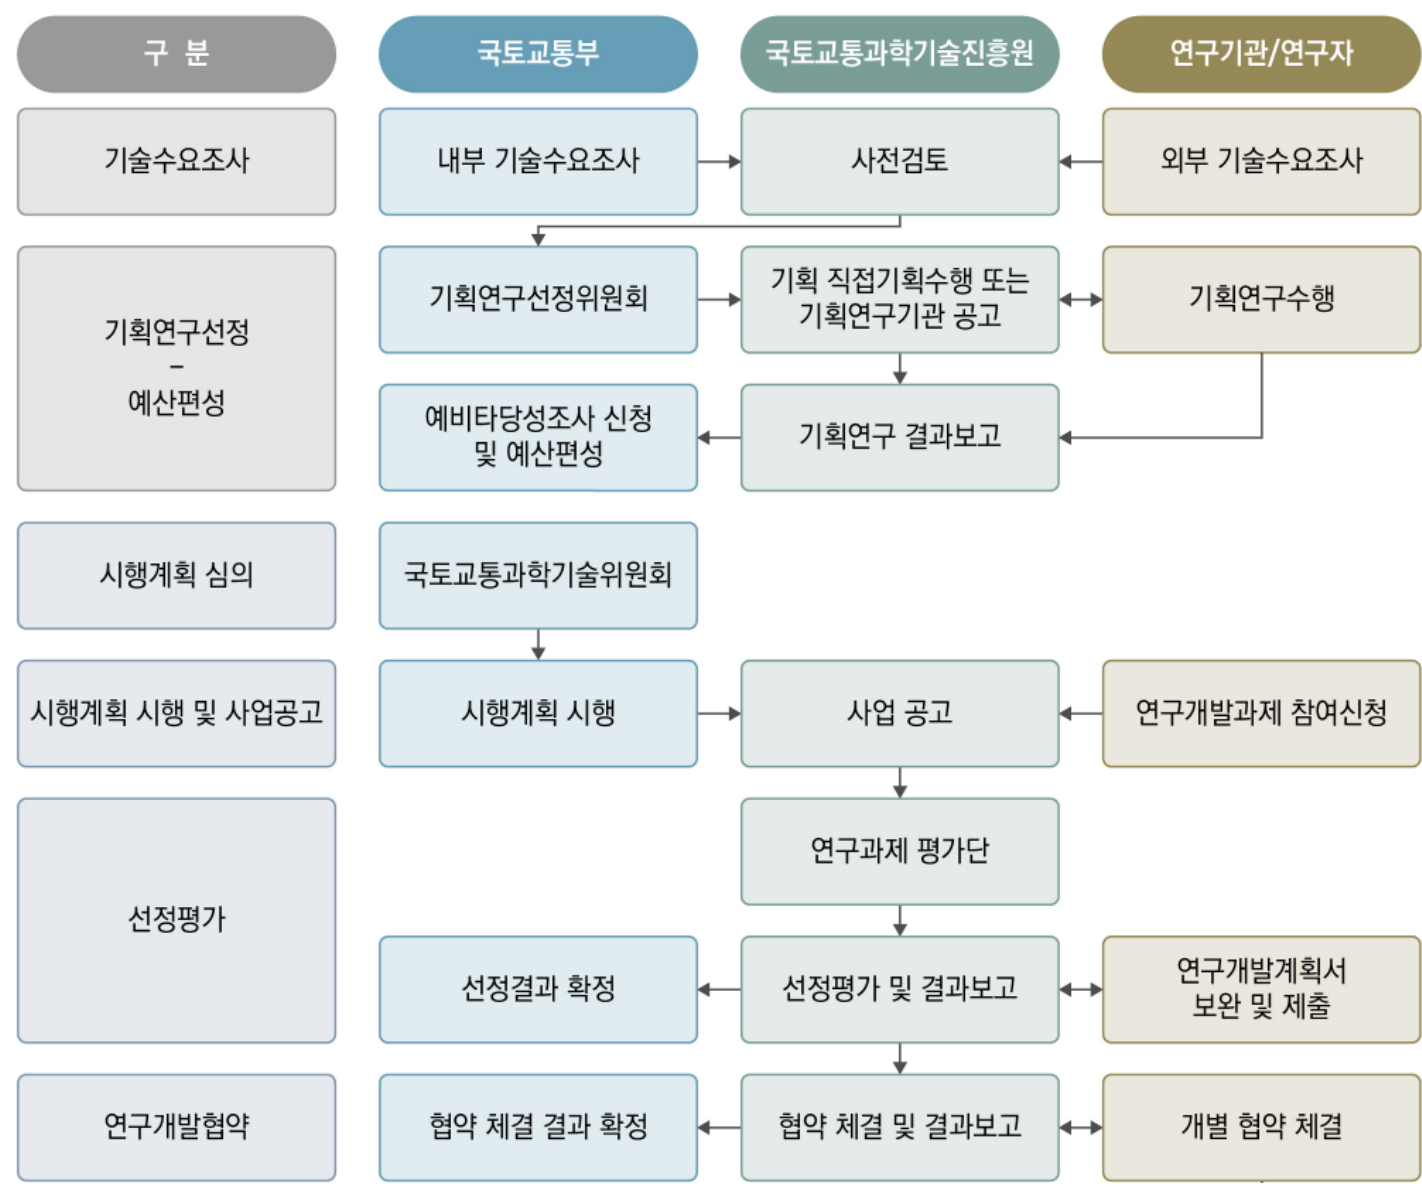 구 분
국토교통부
국토교통과학기술진흥원
연구기관/연구자
기술수요조사
내부 기술수요조사
사전검토
외부 기술수요조사
기획연구선정
–
예산편성
기획연구선정위원회
기획 직접기획수행 또는
기획연구기관 공고
기획연구수행
예비타당성조사 신청
및 예산편성
기획연구 결과보고
시행계획 심의
국토교통과학기술위원회
시행계획 시행 및 사업공고
시행계획 시행
사업 공고
연구개발과제 참여신청
선정평가
연구과제 평가단
선정결과 확정
선정평가 및 결과보고
연구개발계획서
보완 및 제출
연구개발협약
협약 체결 결과 확정
협약 체결 및 결과보고
개별 협약 체결